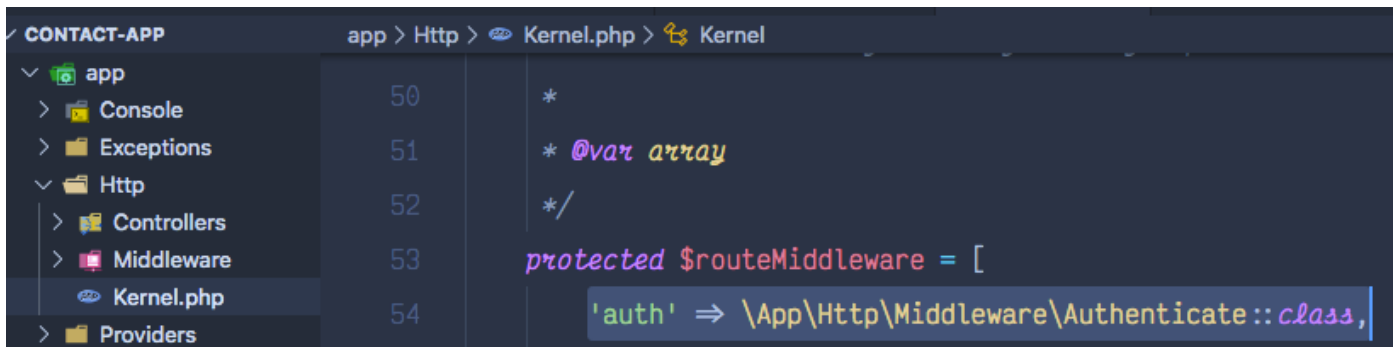 CONTACT-APP
app
Console
Exceptions
Http
Controllers
Middleware
Kernel.php
Providers
app > Http > Kernel.php > Kernel
50 *
51 * @var array
52 */
53 protected $routeMiddleware = [
54 'auth' ⇒ \App\Http\Middleware\Authenticate::class,